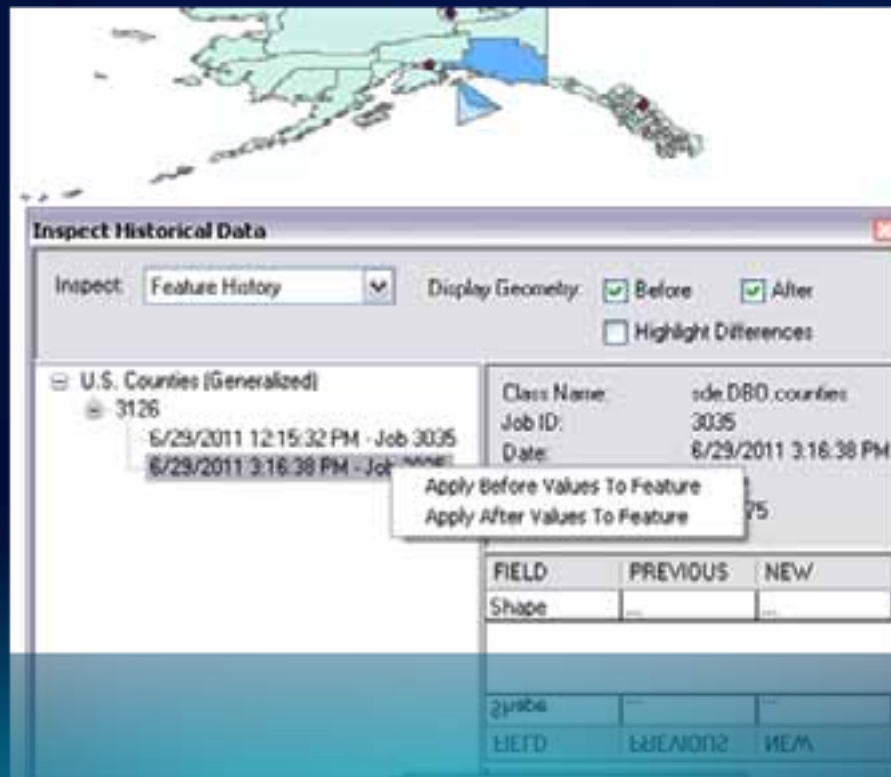 Inspect Historical Data
Inspect: Feature History Display Geometry: Before After
Highlight Differences
U.S. Counties (Generalized)
3126
6/29/2011 12:15:32 PM - Job 3035
6/29/2011 3:16:38 PM - Job
Class Name: sde.DBO.counties
Job ID: 3035
Date: 6/29/2011 3:16:38 PM
Apply Before Values To Feature
Apply After Values To Feature
75
FIELD PREVIOUS NEW
Shape ... ...